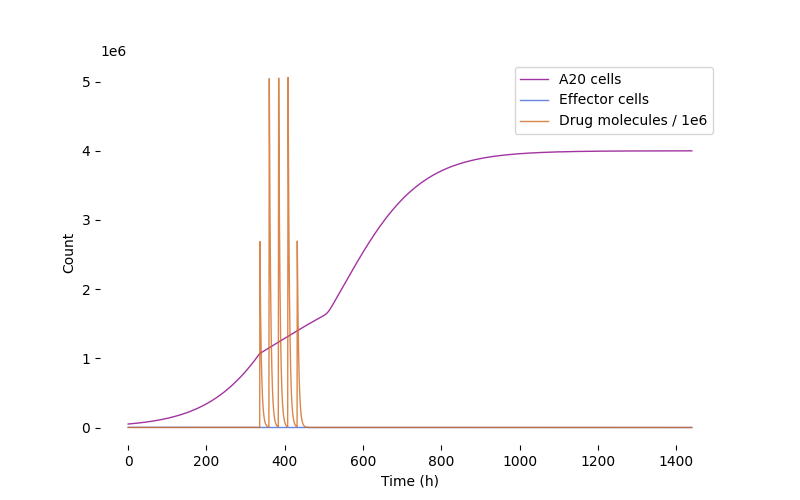 1e6
A20 cells
Effector cells
Drug molecules / 1e6
5
4
3
2
1
0
Count
0 200 400 600 800 1000 1200 1400
Time (h)